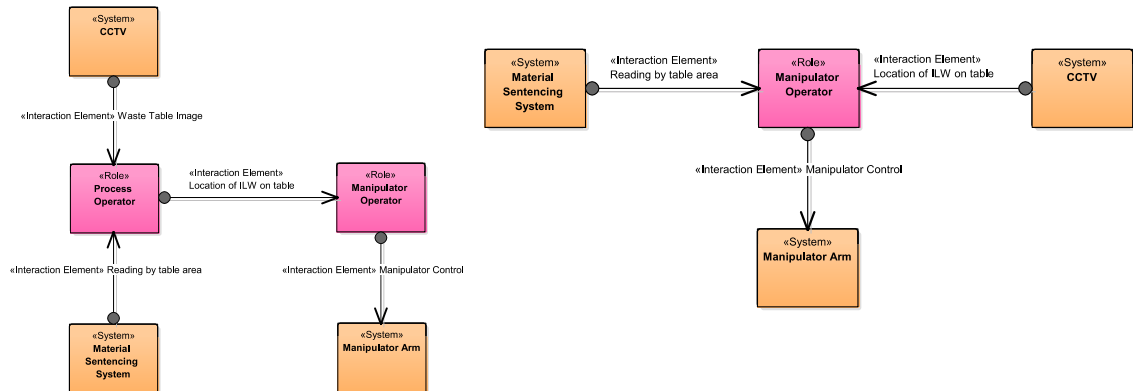 «System»
CCTV
«Interaction Element» Waste Table Image
«Role»
Process
Operator
«Interaction Element»
Location of ILW on table
«Role»
Manipulator
Operator
«Interaction Element» Reading by table area
«Interaction Element» Manipulator Control
«System»
Material
Sentencing
System
«System»
Manipulator Arm
«System»
Material
Sentencing
System
«Interaction Element»
Reading by table area
«Role»
Manipulator
Operator
«Interaction Element»
Location of ILW on table
«System»
CCTV
«Interaction Element» Manipulator Control
«System»
Manipulator Arm